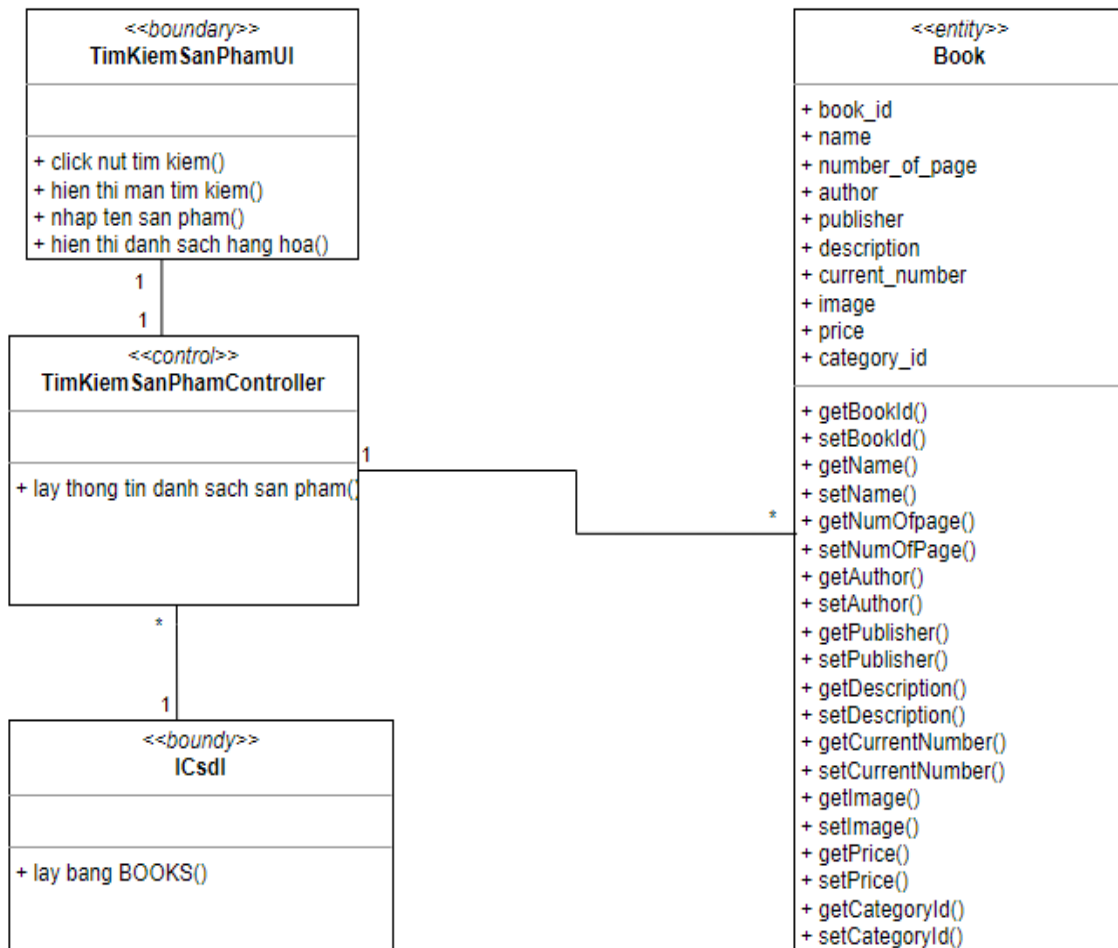 <<boundary>>
TimKiemSanPhamUI
+ click nut tim kiem()
+ hien thi man tim kiem()
+ nhap ten san pham()
+ hien thi danh sach hang hoa()
1
1
<<control>>
TimKiemSanPhamController
+ lay thong tin danh sach san pham()
1
*
*
1
<<boundy>>
ICsdl
+ lay bang BOOKS()
<<entity>>
Book
+ book_id
+ name
+ number_of_page
+ author
+ publisher
+ description
+ current_number
+ image
+ price
+ category_id
+ getBookId()
+ setBookId()
+ getName()
+ setName()
+ getNumOfpage()
+ setNumOfPage()
+ getAuthor()
+ setAuthor()
+ getPublisher()
+ setPublisher()
+ getDescription()
+ setDescription()
+ getCurrentNumber()
+ setCurrentNumber()
+ getImage()
+ setImage()
+ getPrice()
+ setPrice()
+ getCategoryId()
+ setCategoryId()